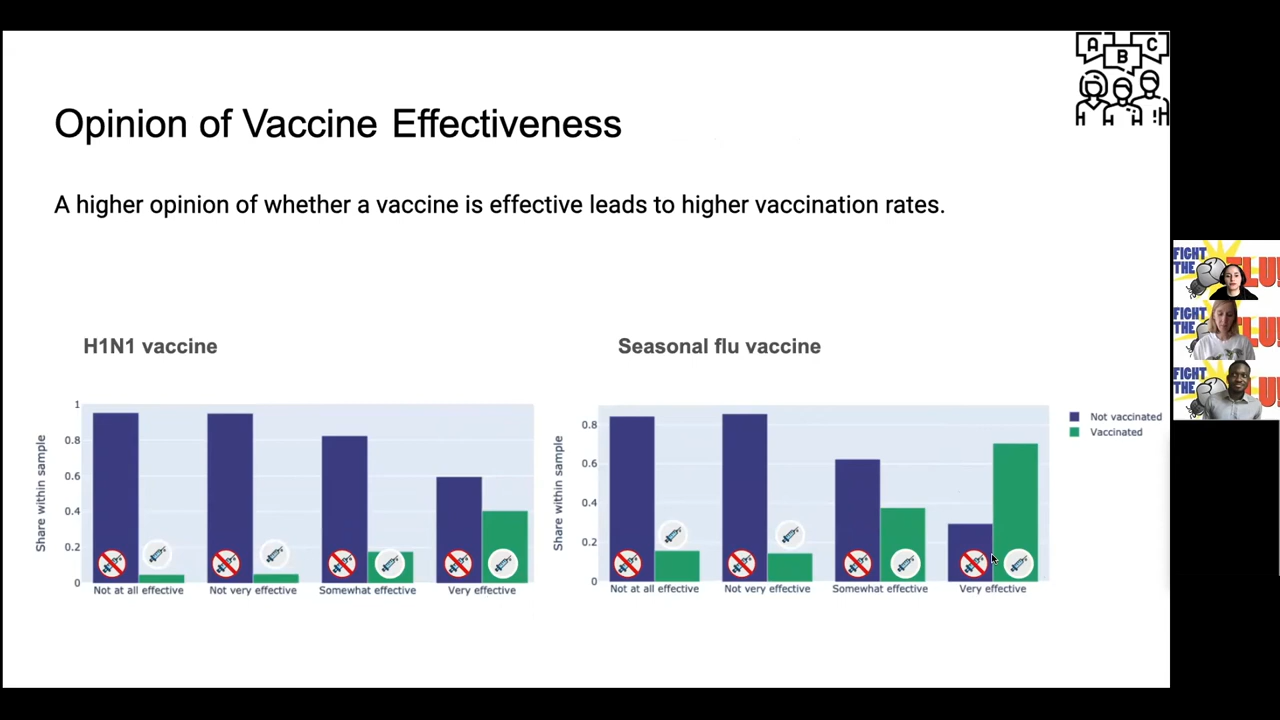 A B C
Opinion of Vaccine Effectiveness
A higher opinion of whether a vaccine is effective leads to higher vaccination rates.
H1N1 vaccine
Share within sample
1
0.8
0.6
0.4
0.2
0
Not at all effective Not very effective Somewhat effective Very effective
Seasonal flu vaccine
Share within sample
0.8
0.6
0.4
0.2
0
Not at all effective Not very effective Somewhat effective Very effective
Not vaccinated
Vaccinated
FIGHT
THE
FIGHT
THE
FIGHT
THE